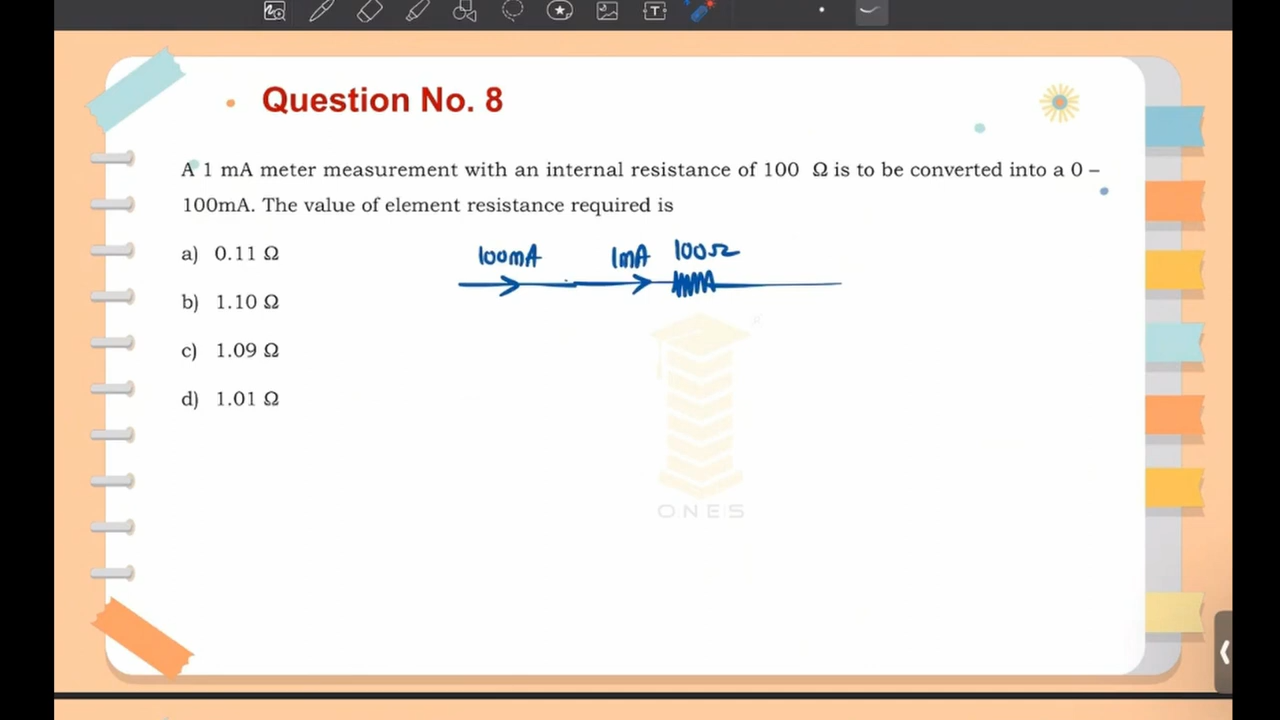 Question No. 8
A 1 mA meter measurement with an internal resistance of 100 Ω is to be converted into a 0 –
100mA. The value of element resistance required is
a) 0.11 Ω
100mA 1mA 100Ω
b) 1.10 Ω
c) 1.09 Ω
d) 1.01 Ω
ONES